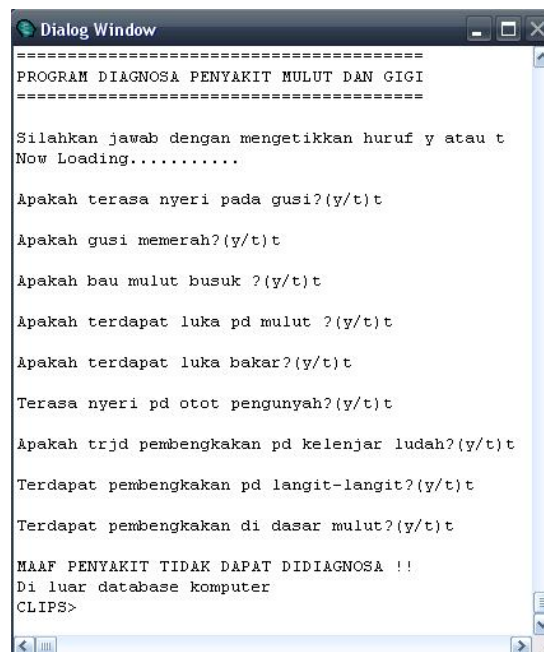 Dialog Window
========================================
PROGRAM DIAGNOSA PENYAKIT MULUT DAN GIGI
========================================
Silahkan jawab dengan mengetikkan huruf y atau t
Now Loading...........
Apakah terasa nyeri pada gusi?(y/t)t
Apakah gusi memerah?(y/t)t
Apakah bau mulut busuk ?(y/t)t
Apakah terdapat luka pd mulut ?(y/t)t
Apakah terdapat luka bakar?(y/t)t
Terasa nyeri pd otot pengunyah?(y/t)t
Apakah trjd pembengkakan pd kelenjar ludah?(y/t)t
Terdapat pembengkakan pd langit-langit?(y/t)t
Terdapat pembengkakan di dasar mulut?(y/t)t
MAAF PENYAKIT TIDAK DAPAT DIDIAGNOSA !!
Di luar database komputer
CLIPS>